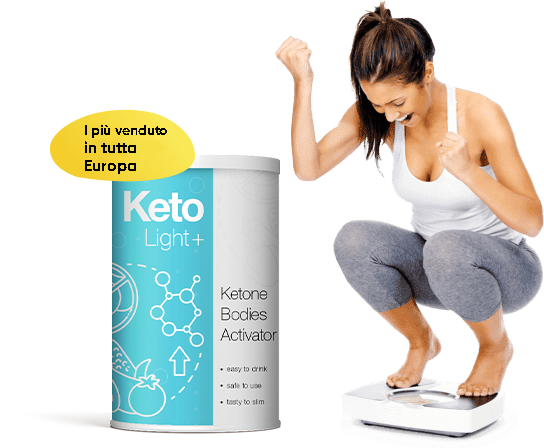 I più venduto
in tutta
Europa
Keto
Light+
Ketone
Bodies
Activator
• easy to drink
• safe to use
• tasty to slim